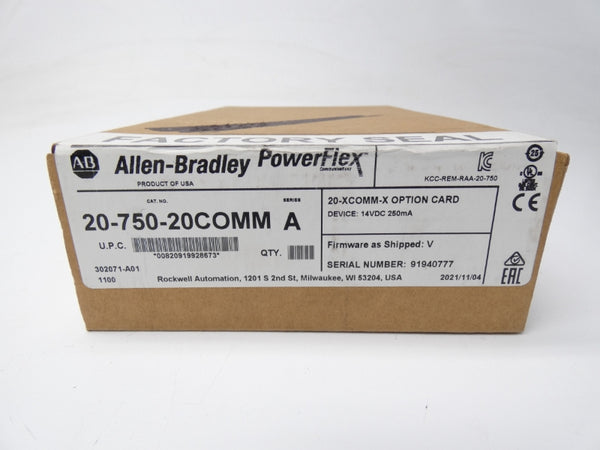 FACTORY SEAL
AB Allen-Bradley PowerFlex
PRODUCT OF USA
KCC-REM-RAA-20-750
25
CAT. NO. SERIES
20-750-20COMM A
20-XCOMM-X OPTION CARD
DEVICE: 14VDC 250mA
U.P.C. QTY.
*00820919928673*
Firmware as Shipped: V
SERIAL NUMBER: 91940777
302071-A01
1100
Rockwell Automation, 1201 S 2nd St, Milwaukee, WI 53204, USA
2021/11/04
UL
CE
EAC